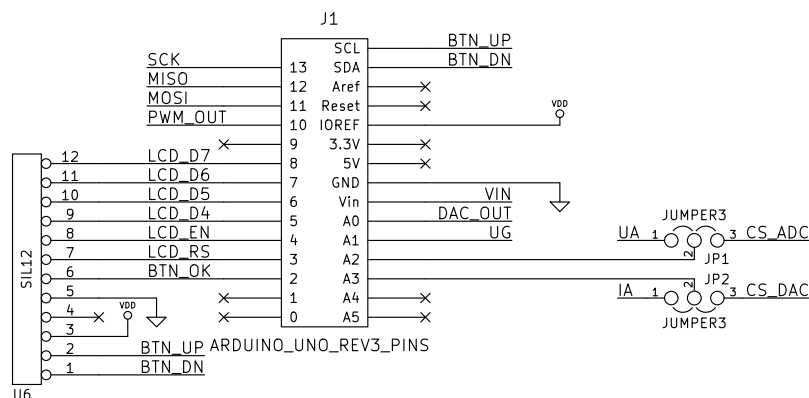 J1
SCL BTN_UP
SCK 13 SDA BTN_DN
MISO 12 Aref
MOSI 11 Reset
PWM_OUT 10 IOREF VDD
9 3.3V
12 LCD_D7 8 5V
11 LCD_D6 7 GND
10 LCD_D5 6 Vin VIN
9 LCD_D4 5 A0 DAC_OUT JUMPER3
8 LCD_EN 4 A1 UG UA 1 2 3 CS_ADC
7 LCD_RS 3 A2 JP1
6 BTN_OK 2 A3 JP2
5 1 A4 IA 1 2 3 CS_DAC
4 VDD 0 A5 JUMPER3
3 ARDUINO_UNO_REV3_PINS
2 BTN_UP
1 BTN_DN
SIL12
U6